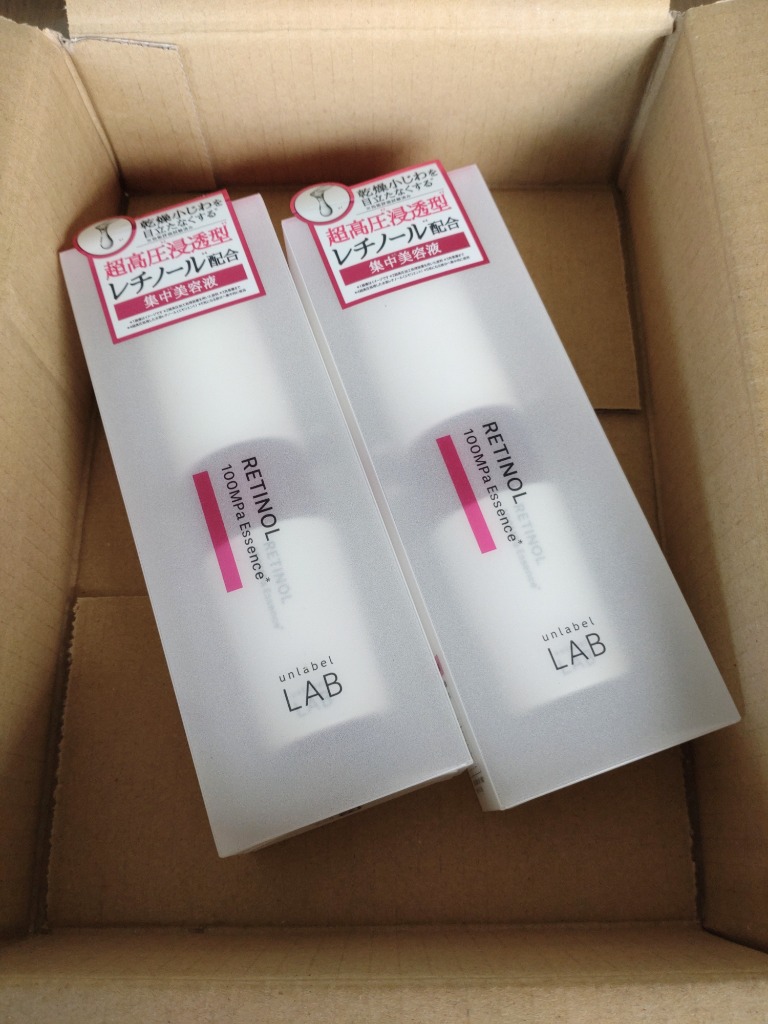 乾燥小じわを
目立たなくする
超高圧浸透型
レチノール配合
集中美容液
RETINOL
100MPa Essence*
unlabel
LAB
乾燥小じわを
目立たなくする
超高圧浸透型
レチノール配合
集中美容液
RETINOL
100MPa Essence*
unlabel
LAB